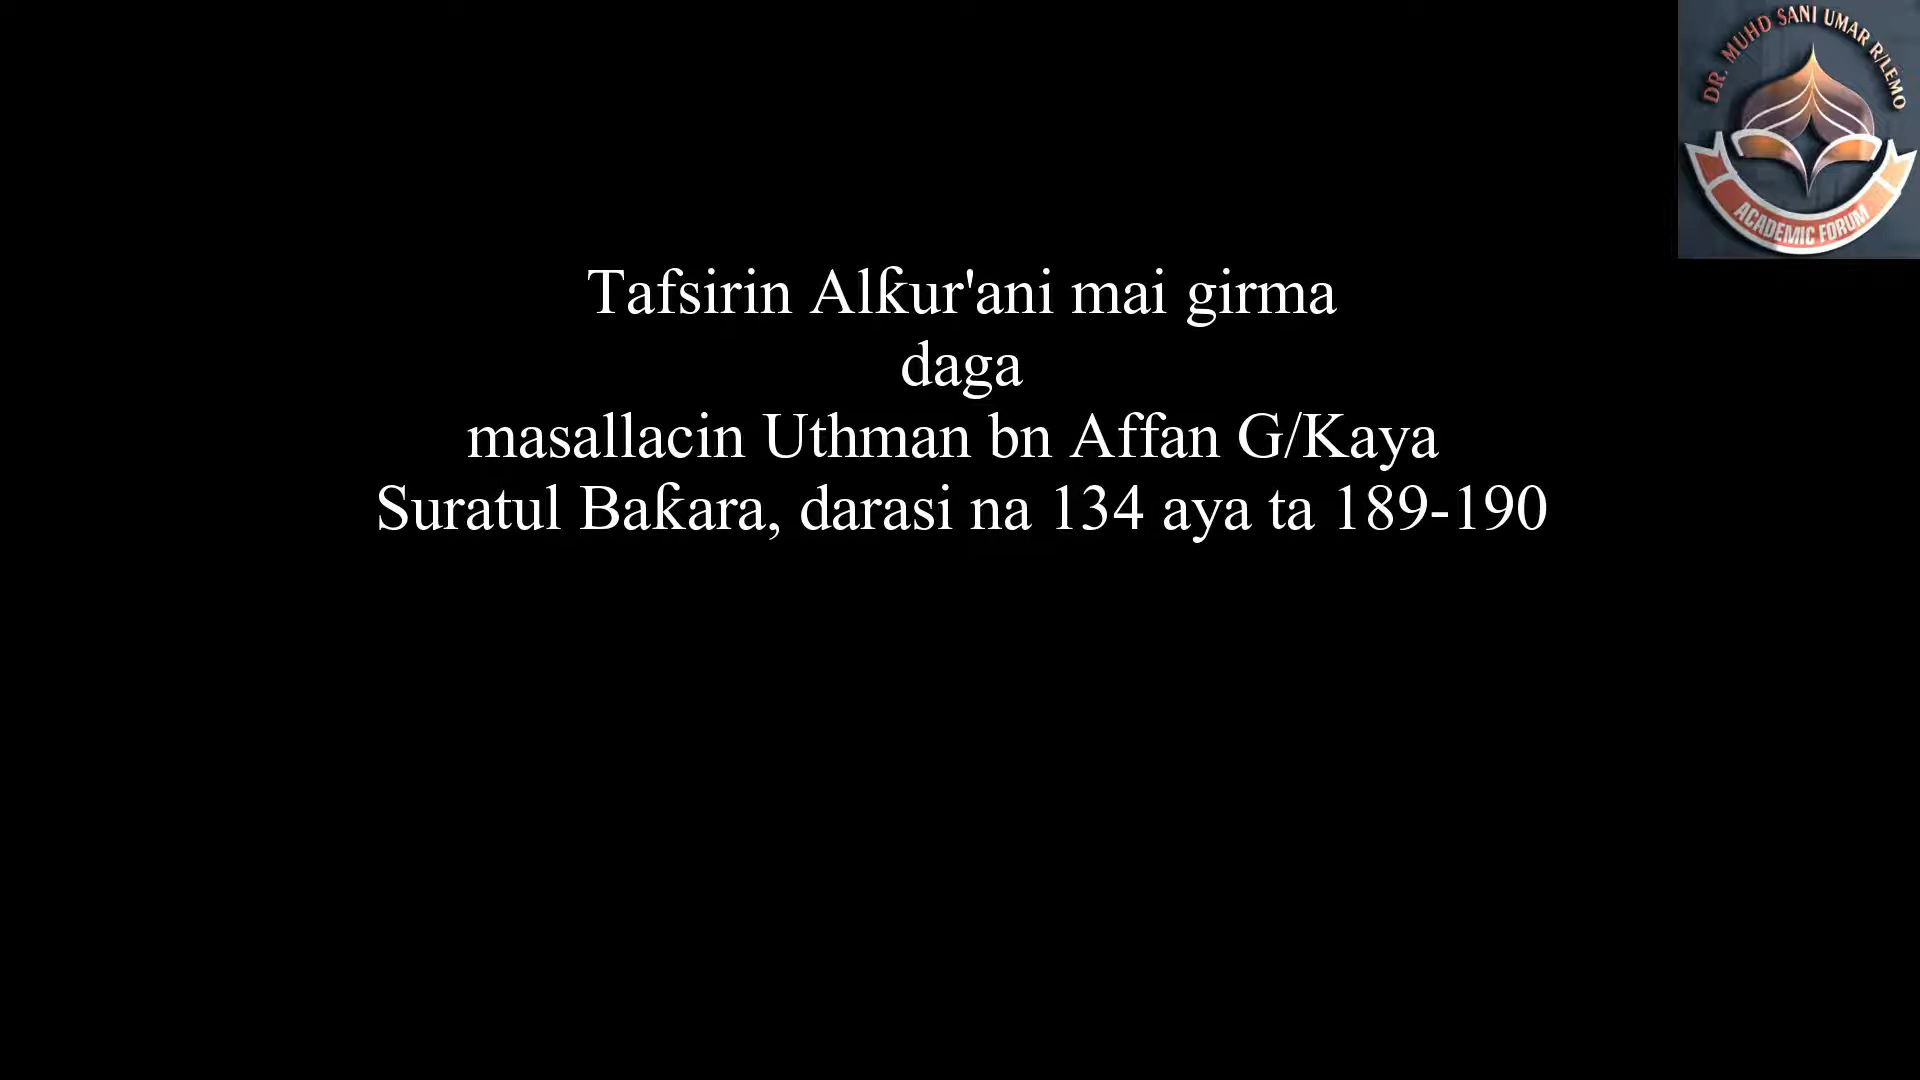 DR. MUHD SANI UMAR R/LEMO
ACADEMIC FORUM
Tafsirin Alƙur'ani mai girma
daga
masallacin Uthman bn Affan G/Kaya
Suratul Baƙara, darasi na 134 aya ta 189-190